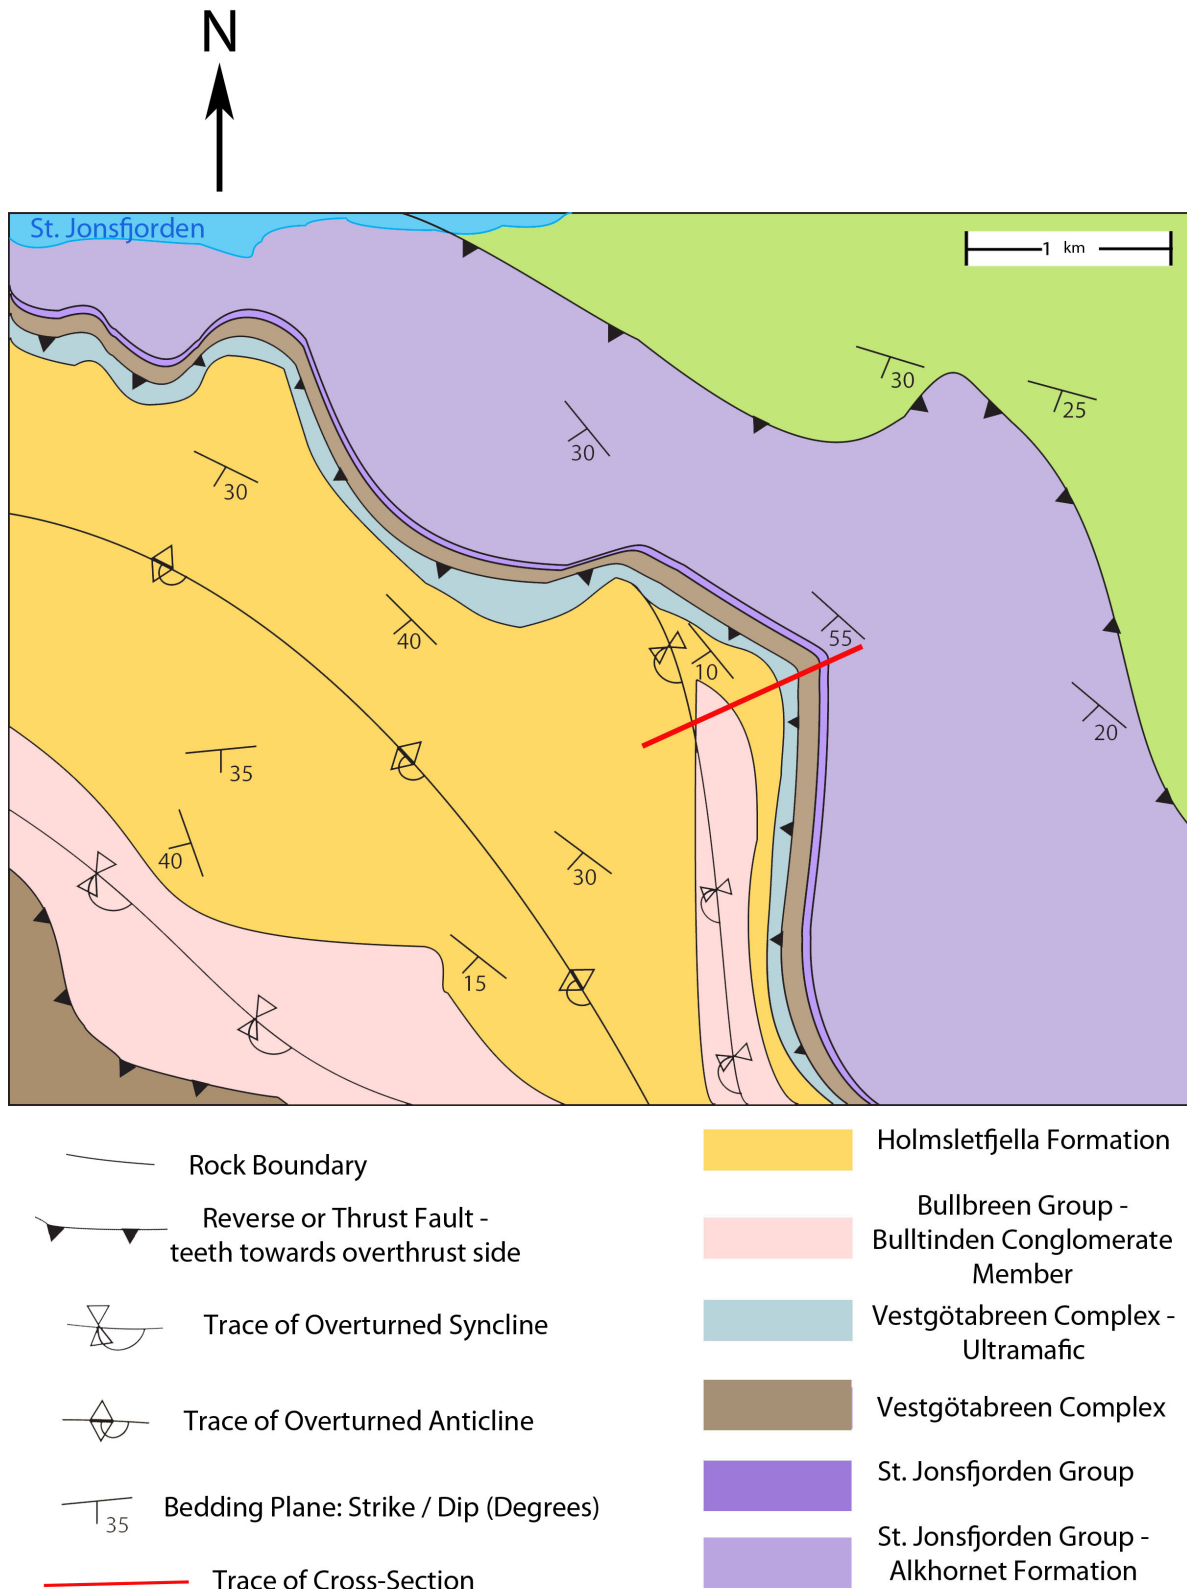 N
St. Jonsfjorden
1 km
30
25
30
30
55
40
10
20
35
40
30
15
Rock Boundary
Reverse or Thrust Fault -
teeth towards overthrust side
Trace of Overturned Syncline
Trace of Overturned Anticline
35
Bedding Plane: Strike / Dip (Degrees)
Trace of Cross-Section
Holmsletfjella Formation
Bullbreen Group -
Bulltinden Conglomerate
Member
Vestgötabreen Complex -
Ultramafic
Vestgötabreen Complex
St. Jonsfjorden Group
St. Jonsfjorden Group -
Alkhornet Formation